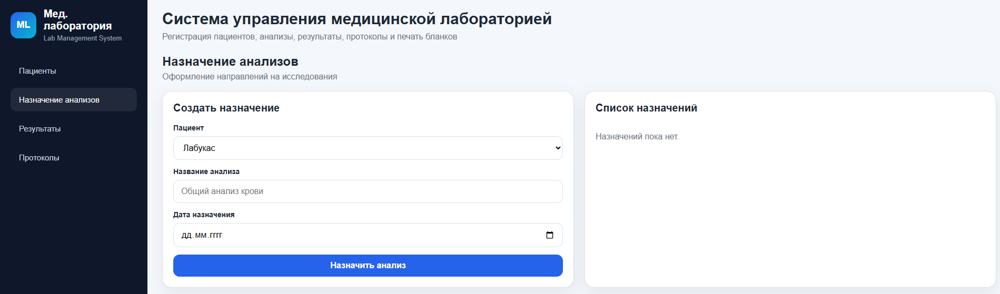 ML
Мед.
лаборатория
Lab Management System
Пациенты
Назначение анализов
Результаты
Протоколы
Система управления медицинской лабораторией
Регистрация пациентов, анализы, результаты, протоколы и печать бланков
Назначение анализов
Оформление направлений на исследования
Создать назначение
Пациент
Лабукас
Название анализа
Общий анализ крови
Дата назначения
дд.мм.гггг
Назначить анализ
Список назначений
Назначений пока нет.